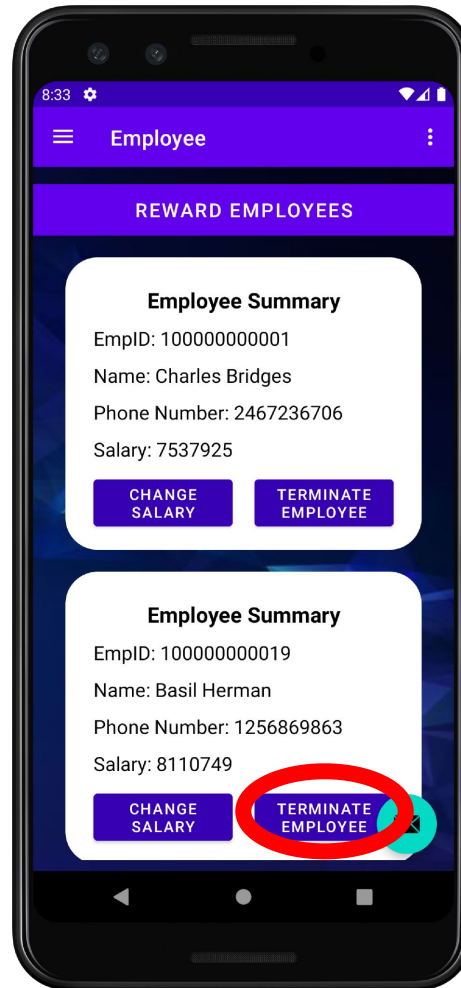 8:33
Employee
REWARD EMPLOYEES
Employee Summary
EmpID: 100000000001
Name: Charles Bridges
Phone Number: 2467236706
Salary: 7537925
CHANGE
SALARY
TERMINATE
EMPLOYEE
Employee Summary
EmpID: 100000000019
Name: Basil Herman
Phone Number: 1256869863
Salary: 8110749
CHANGE
SALARY
TERMINATE
EMPLOYEE